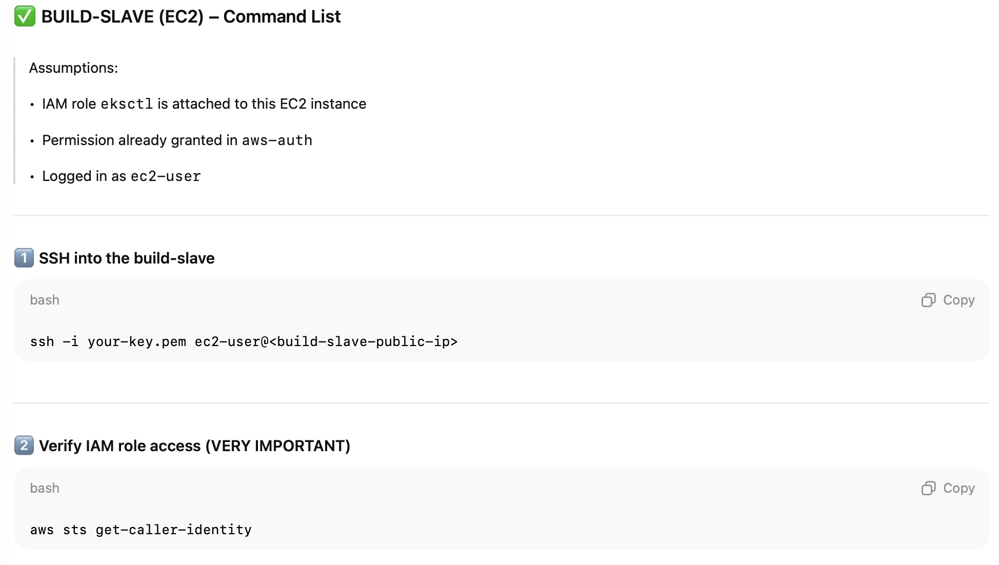 ✅ BUILD-SLAVE (EC2) – Command List
Assumptions:
• IAM role eksctl is attached to this EC2 instance
• Permission already granted in aws-auth
• Logged in as ec2-user
1️⃣ SSH into the build-slave
bash
Copy
ssh -i your-key.pem ec2-user@<build-slave-public-ip>
2️⃣ Verify IAM role access (VERY IMPORTANT)
bash
Copy
aws sts get-caller-identity